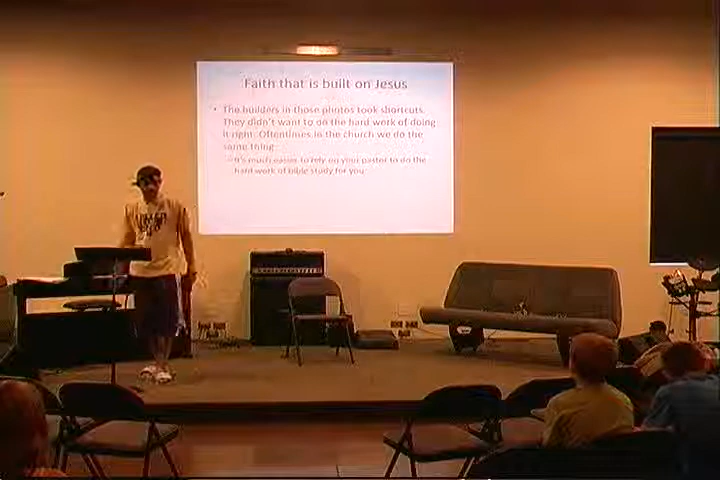 Faith that is built on Jesus
• The builders in those photos took shortcuts.
They didn't want to do the hard work of doing
it right. Oftentimes in the church we do the
same thing.
– It's much easier to rely on your pastor to do the
hard work of bible study for you